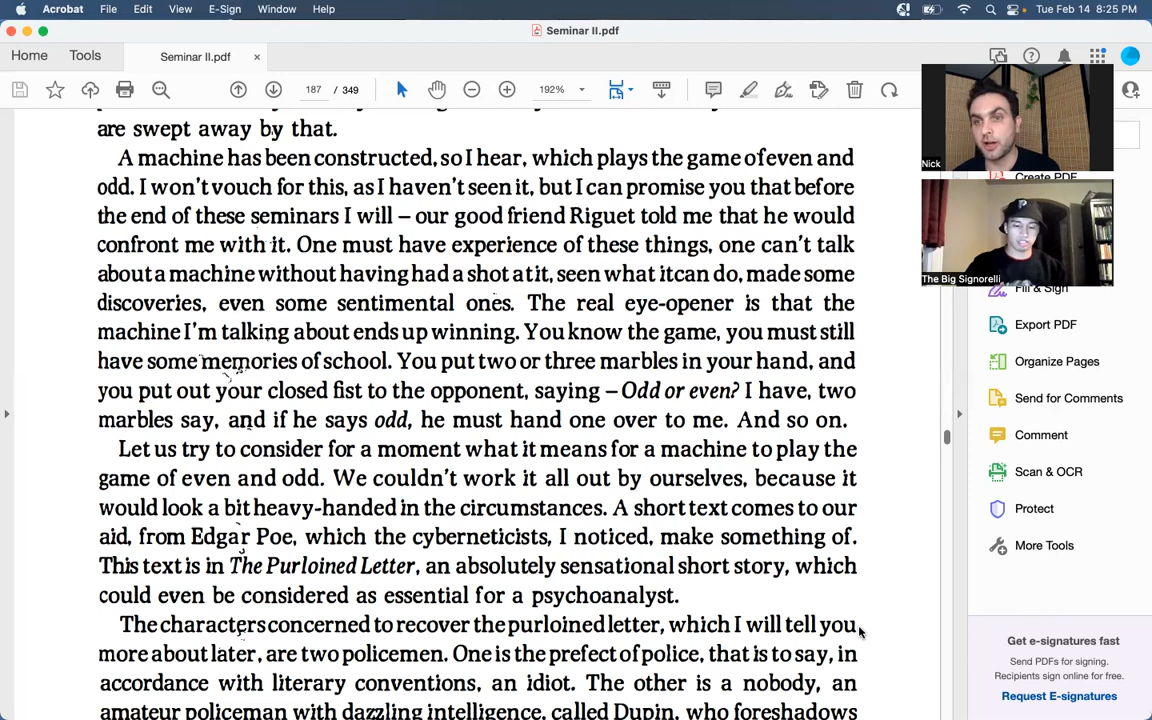 Acrobat File Edit View E-Sign Window Help Tue Feb 14 8:25 PM
Seminar II.pdf
Home Tools Seminar II.pdf ×
187 / 349 192%
are swept away by that.
A machine has been constructed, so I hear, which plays the game of even and
odd. I won't vouch for this, as I haven't seen it, but I can promise you that before
the end of these seminars I will – our good friend Riguet told me that he would
confront me with it. One must have experience of these things, one can't talk
about a machine without having had a shot at it, seen what it can do, made some
discoveries, even some sentimental ones. The real eye-opener is that the
machine I'm talking about ends up winning. You know the game, you must still
have some memories of school. You put two or three marbles in your hand, and
you put out your closed fist to the opponent, saying – Odd or even? I have, two
marbles say, and if he says odd, he must hand one over to me. And so on.
Let us try to consider for a moment what it means for a machine to play the
game of even and odd. We couldn't work it all out by ourselves, because it
would look a bit heavy-handed in the circumstances. A short text comes to our
aid, from Edgar Poe, which the cyberneticists, I noticed, make something of.
This text is in The Purloined Letter, an absolutely sensational short story, which
could even be considered as essential for a psychoanalyst.
The characters concerned to recover the purloined letter, which I will tell you
more about later, are two policemen. One is the prefect of police, that is to say, in
accordance with literary conventions, an idiot. The other is a nobody, an
amateur policeman with dazzling intelligence, called Dupin, who foreshadows
Nick
The Big Signorelli
Create PDF
Fill & Sign
Export PDF
Organize Pages
Send for Comments
Comment
Scan & OCR
Protect
More Tools
Get e-signatures fast
Send PDFs for signing.
Recipients sign online for free.
Request E-signatures